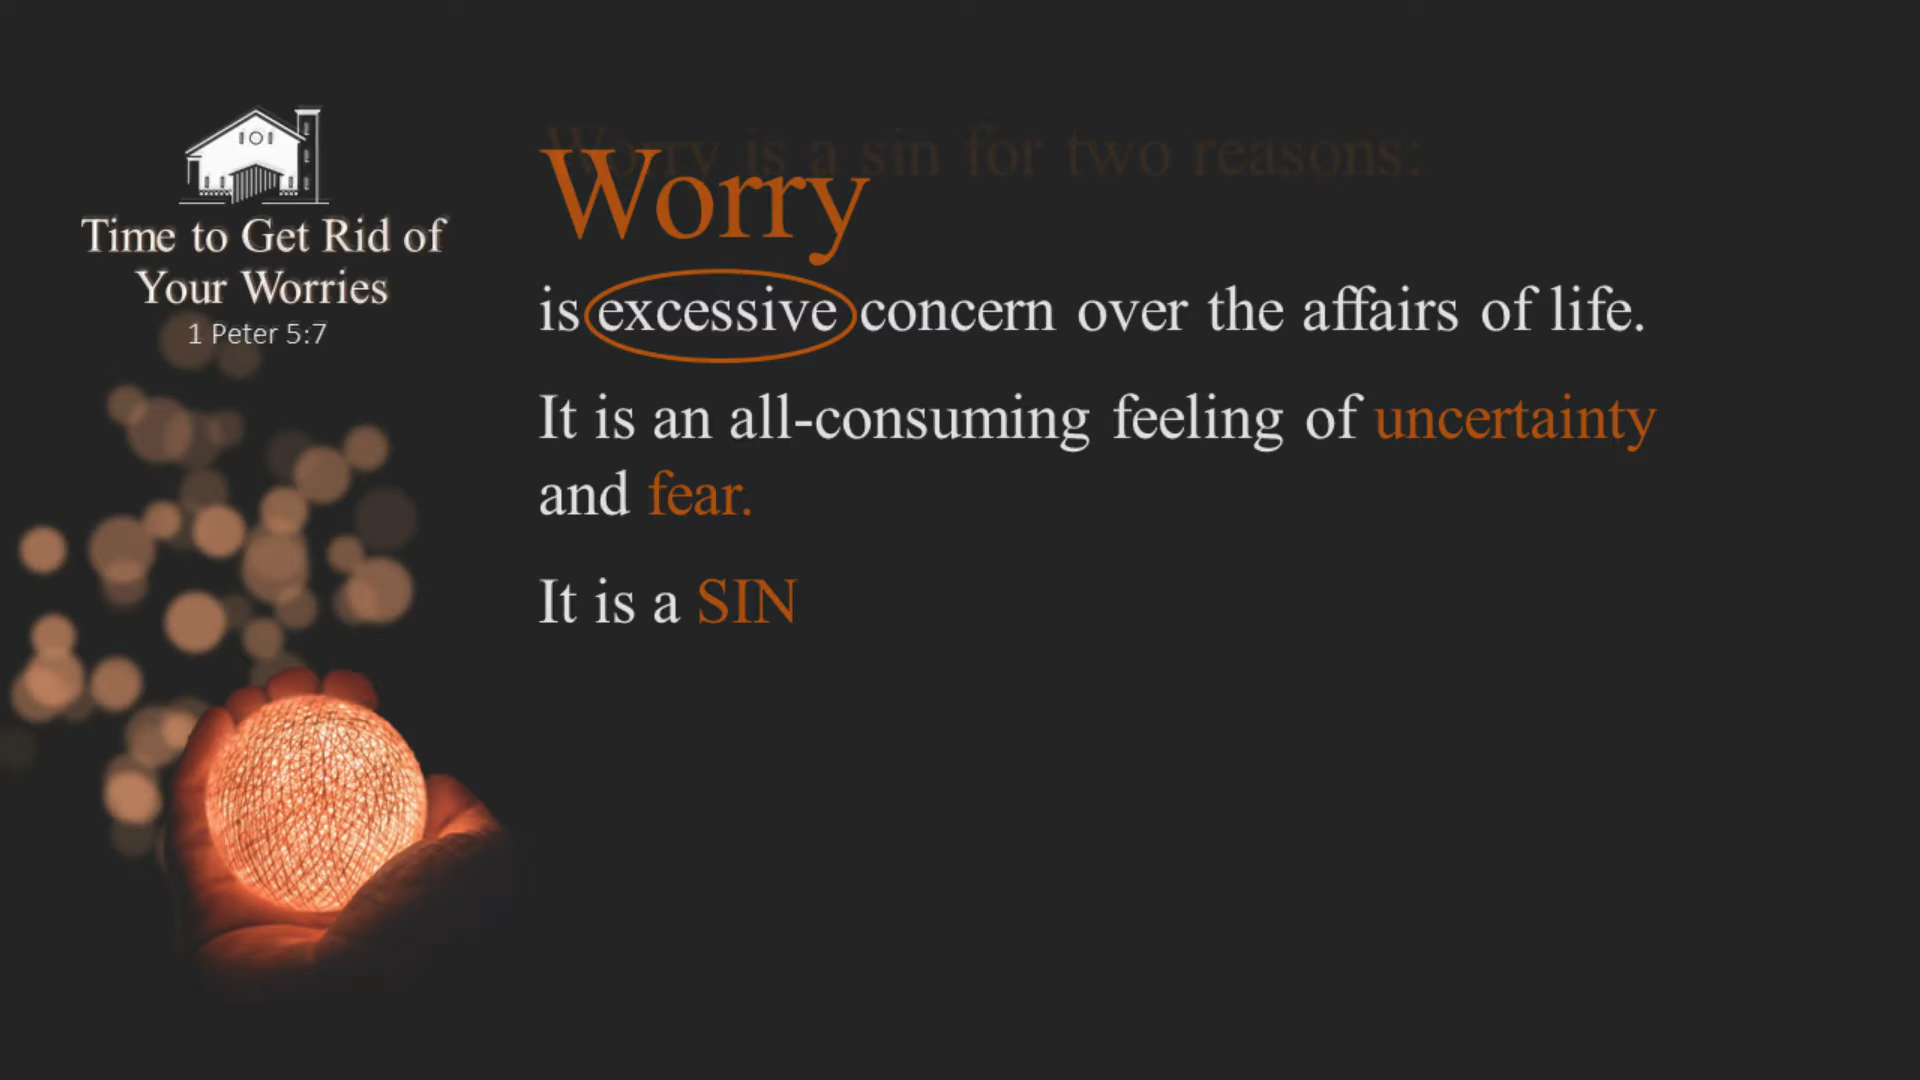 Time to Get Rid of
Your Worries
1 Peter 5:7
Worry is a sin for two reasons:
Worry
is excessive concern over the affairs of life.
It is an all-consuming feeling of uncertainty
and fear.
It is a SIN